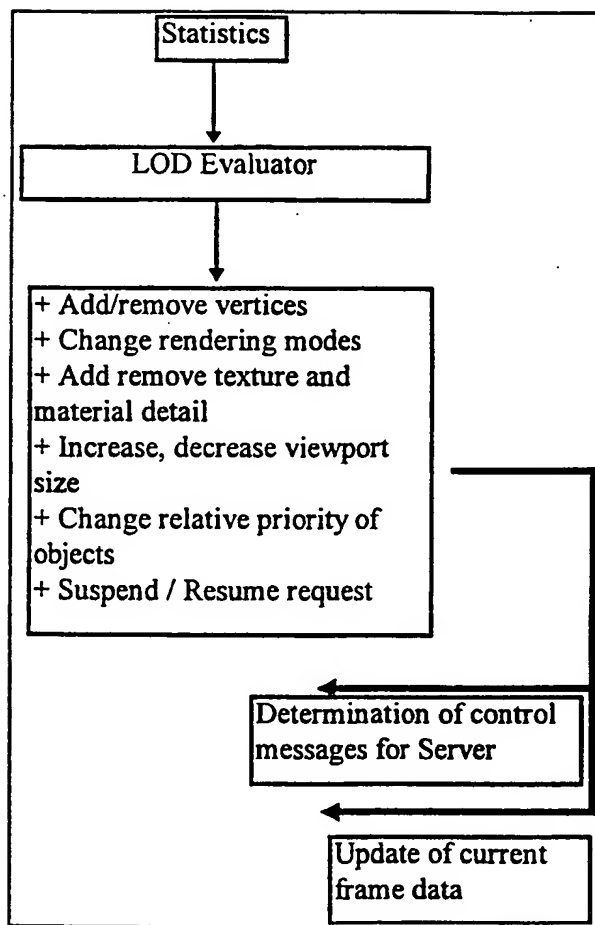 Statistics
LOD Evaluator
+ Add/remove vertices
+ Change rendering modes
+ Add remove texture and
material detail
+ Increase, decrease viewport
size
+ Change relative priority of
objects
+ Suspend / Resume request
Determination of control
messages for Server
Update of current
frame data